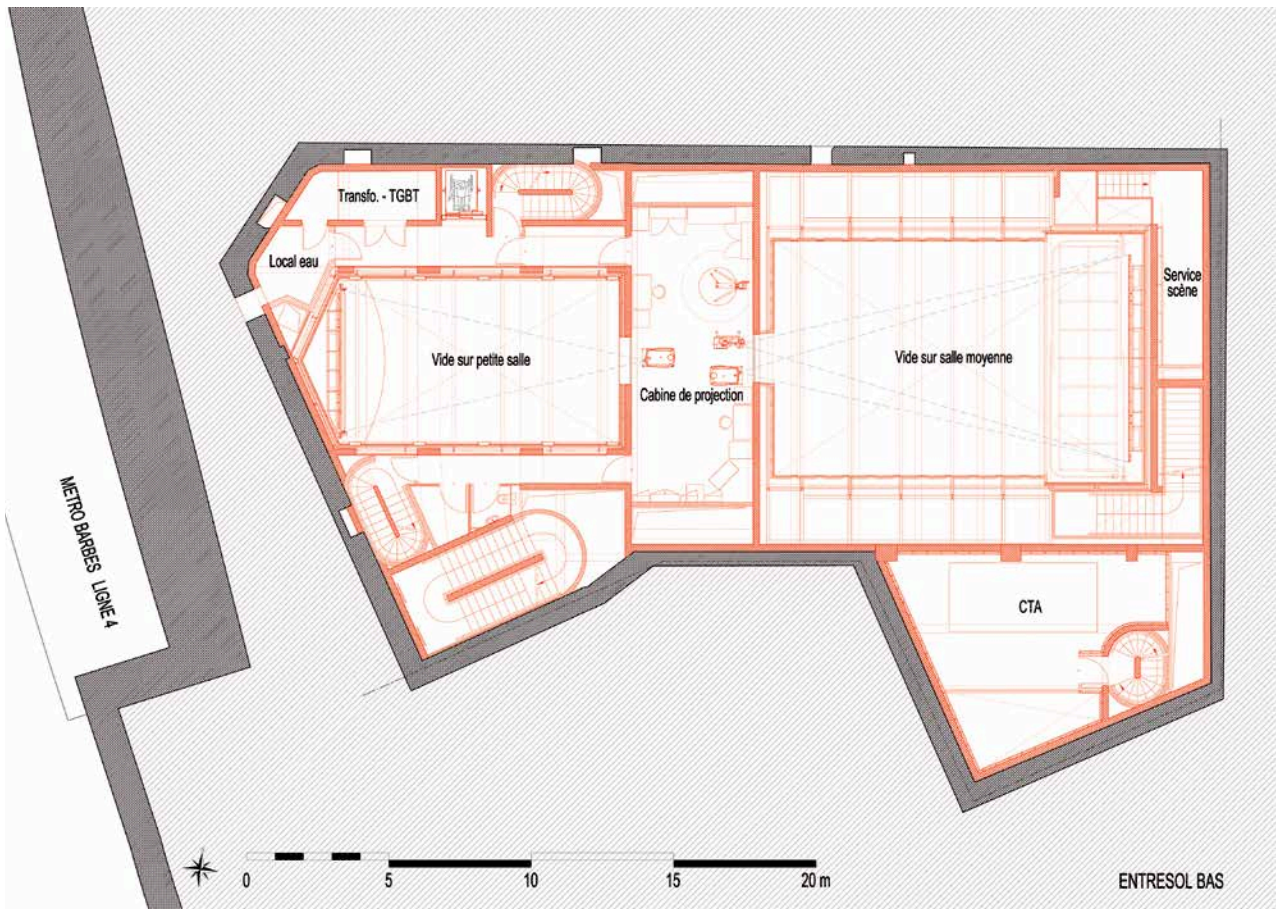 Transfo. - TGBT
Local eau
Service
scène
Vide sur petite salle
Vide sur salle moyenne
Cabine de projection
METRO BARBES LIGNE 4
CTA
0 5 10 15 20 m
ENTRESOL BAS